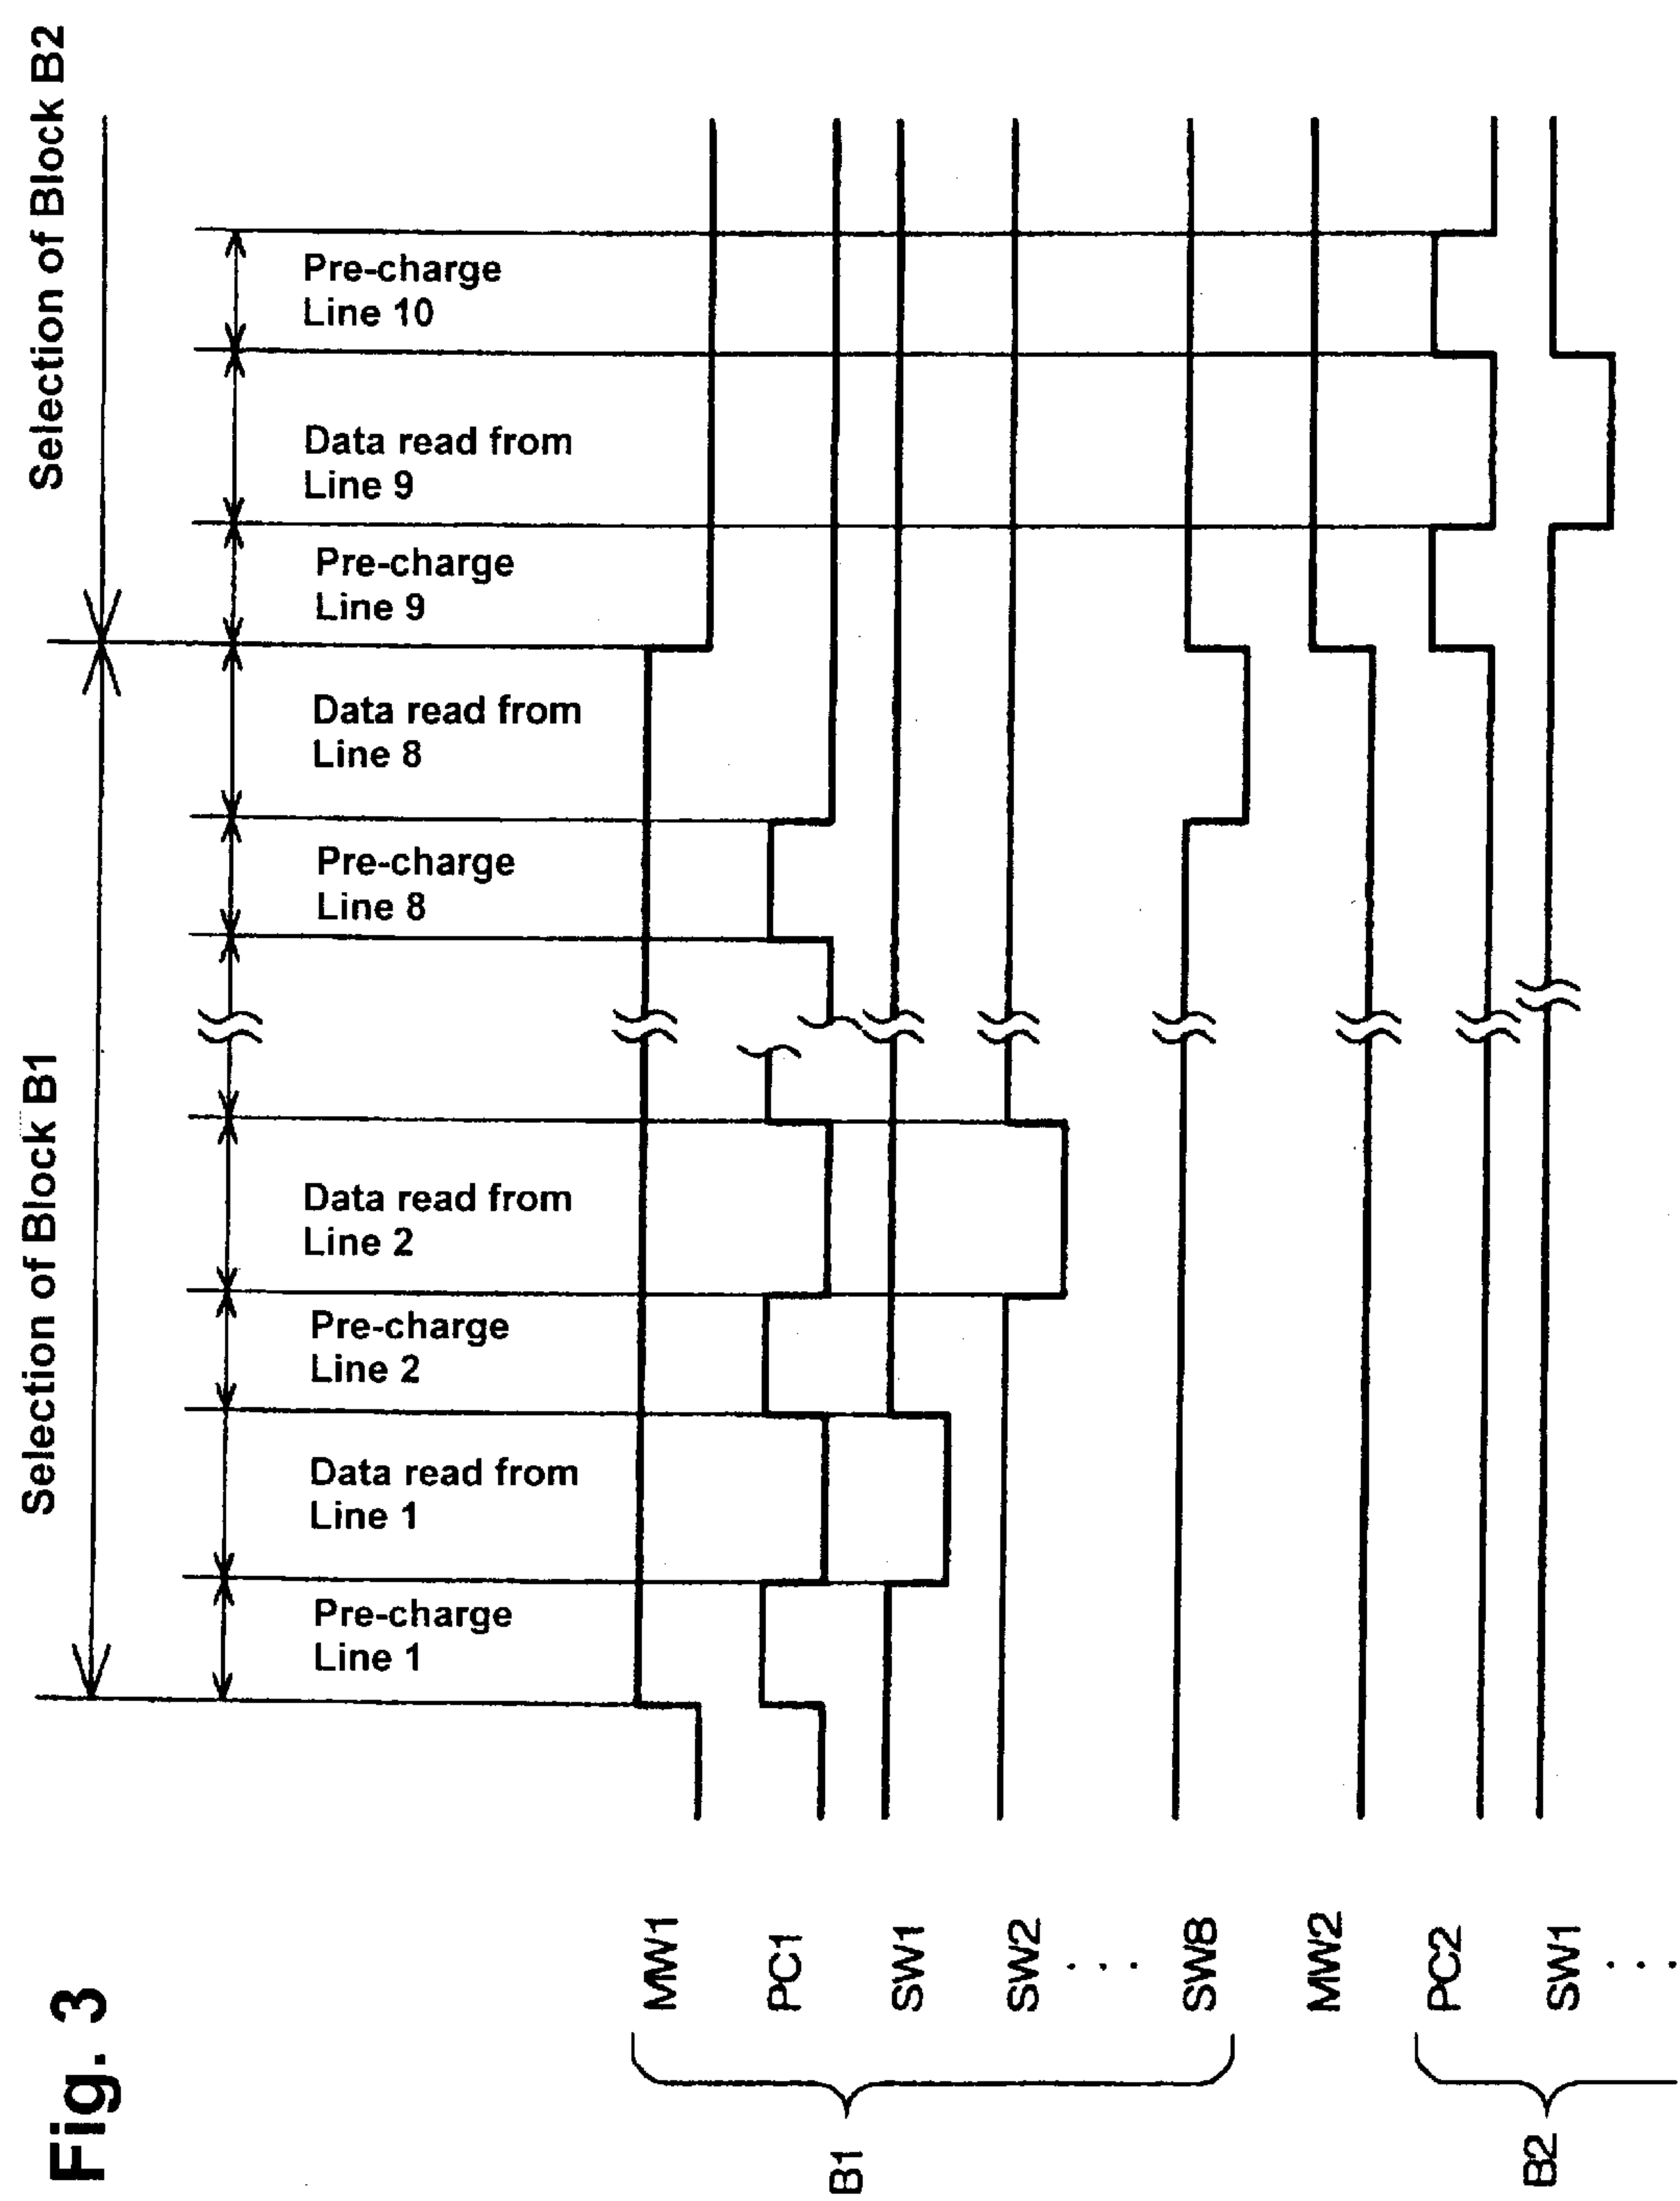 Fig. 3
Selection of Block B1
Selection of Block B2
Pre-charge
Line 1
Data read from
Line 1
Pre-charge
Line 2
Data read from
Line 2
Pre-charge
Line 8
Data read from
Line 8
Pre-charge
Line 9
Data read from
Line 9
Pre-charge
Line 10
B1
MW1
PC1
SW1
SW2
SW8
MW2
B2
PC2
SW1